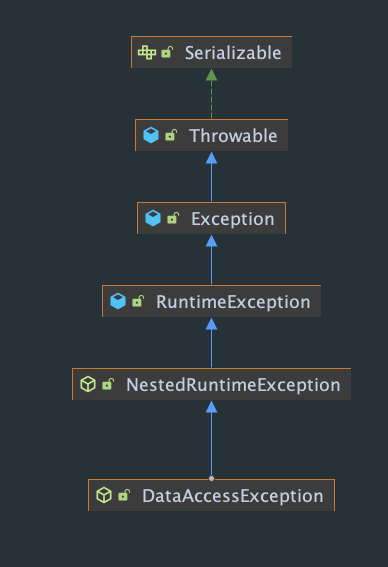 Serializable
Throwable
Exception
RuntimeException
NestedRuntimeException
DataAccessException